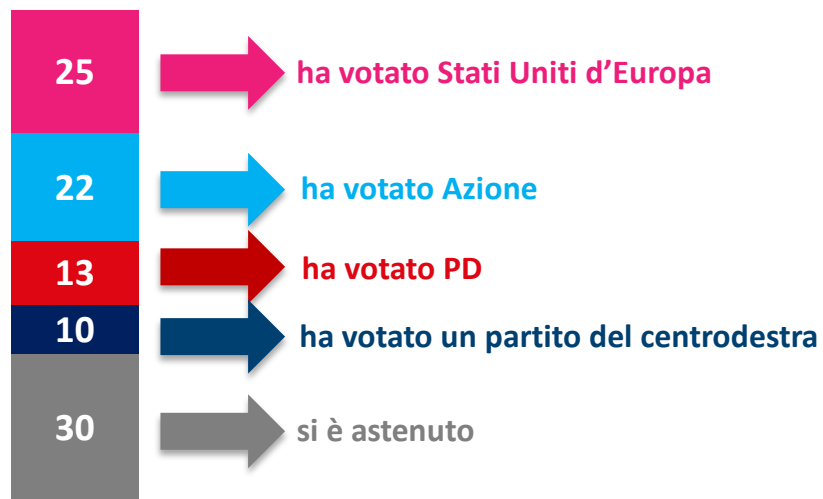 25 ha votato Stati Uniti d’Europa
22 ha votato Azione
13 ha votato PD
10 ha votato un partito del centrodestra
30 si è astenuto